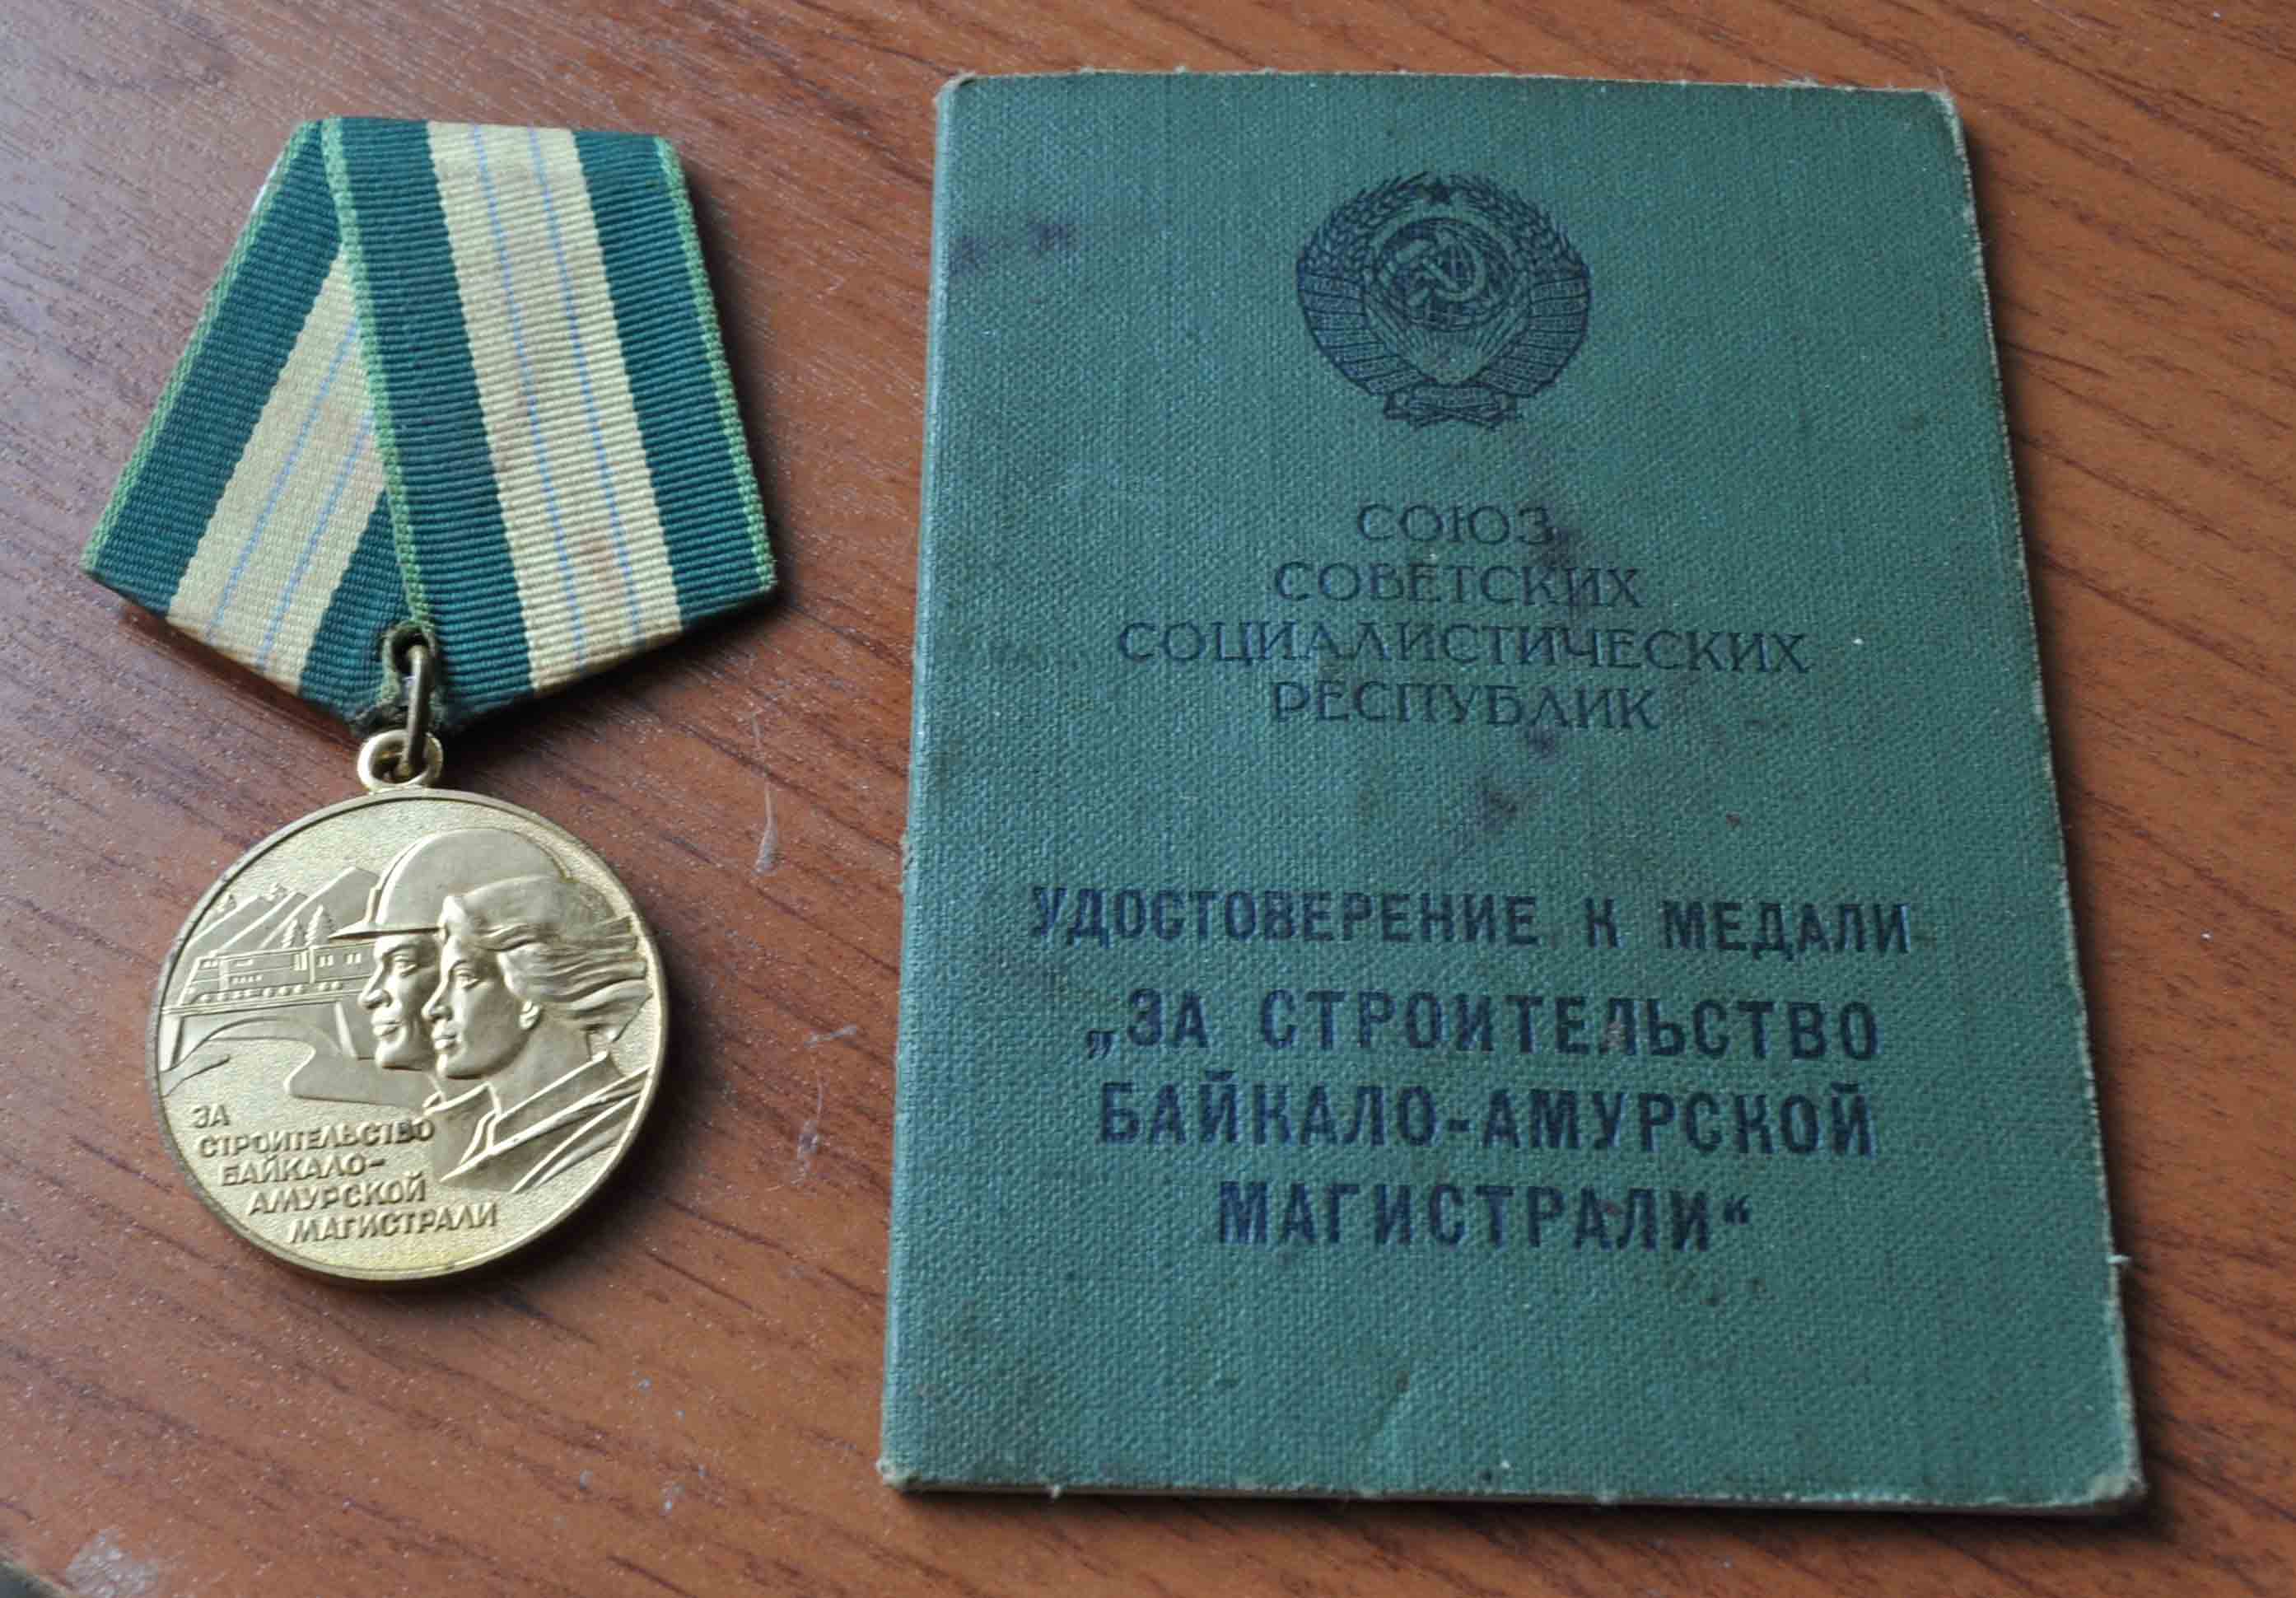 ЗА
СТРОИТЕЛЬСТВО
БАЙКАЛО-
АМУРСКОЙ
МАГИСТРАЛИ
СОЮЗ
СОВЕТСКИХ
СОЦИАЛИСТИЧЕСКИХ
РЕСПУБЛИК
УДОСТОВЕРЕНИЕ К МЕДАЛИ
„ЗА СТРОИТЕЛЬСТВО
БАЙКАЛО-АМУРСКОЙ
МАГИСТРАЛИ“